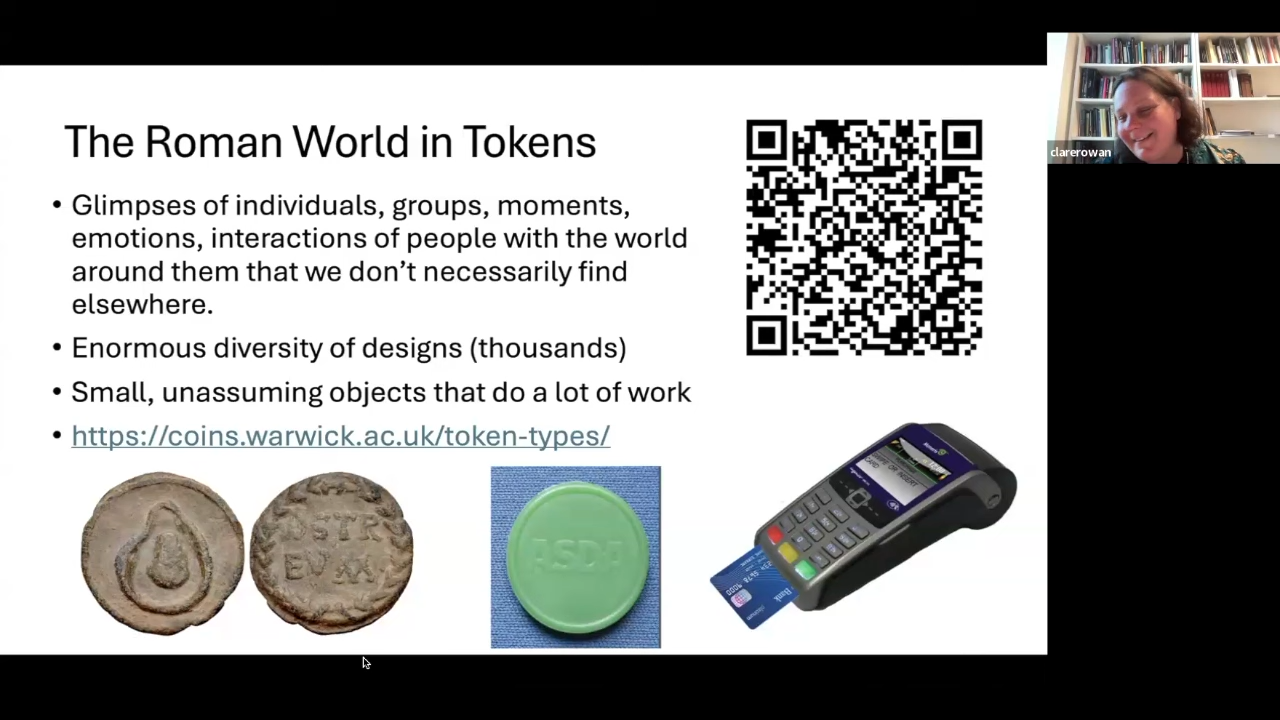 The Roman World in Tokens
• Glimpses of individuals, groups, moments,
emotions, interactions of people with the world
around them that we don’t necessarily find
elsewhere.
• Enormous diversity of designs (thousands)
• Small, unassuming objects that do a lot of work
• https://coins.warwick.ac.uk/token-types/
ASDA
clarerowan